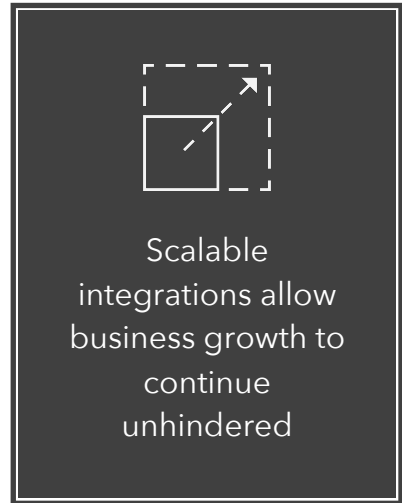 Scalable
integrations allow
business growth to
continue
unhindered